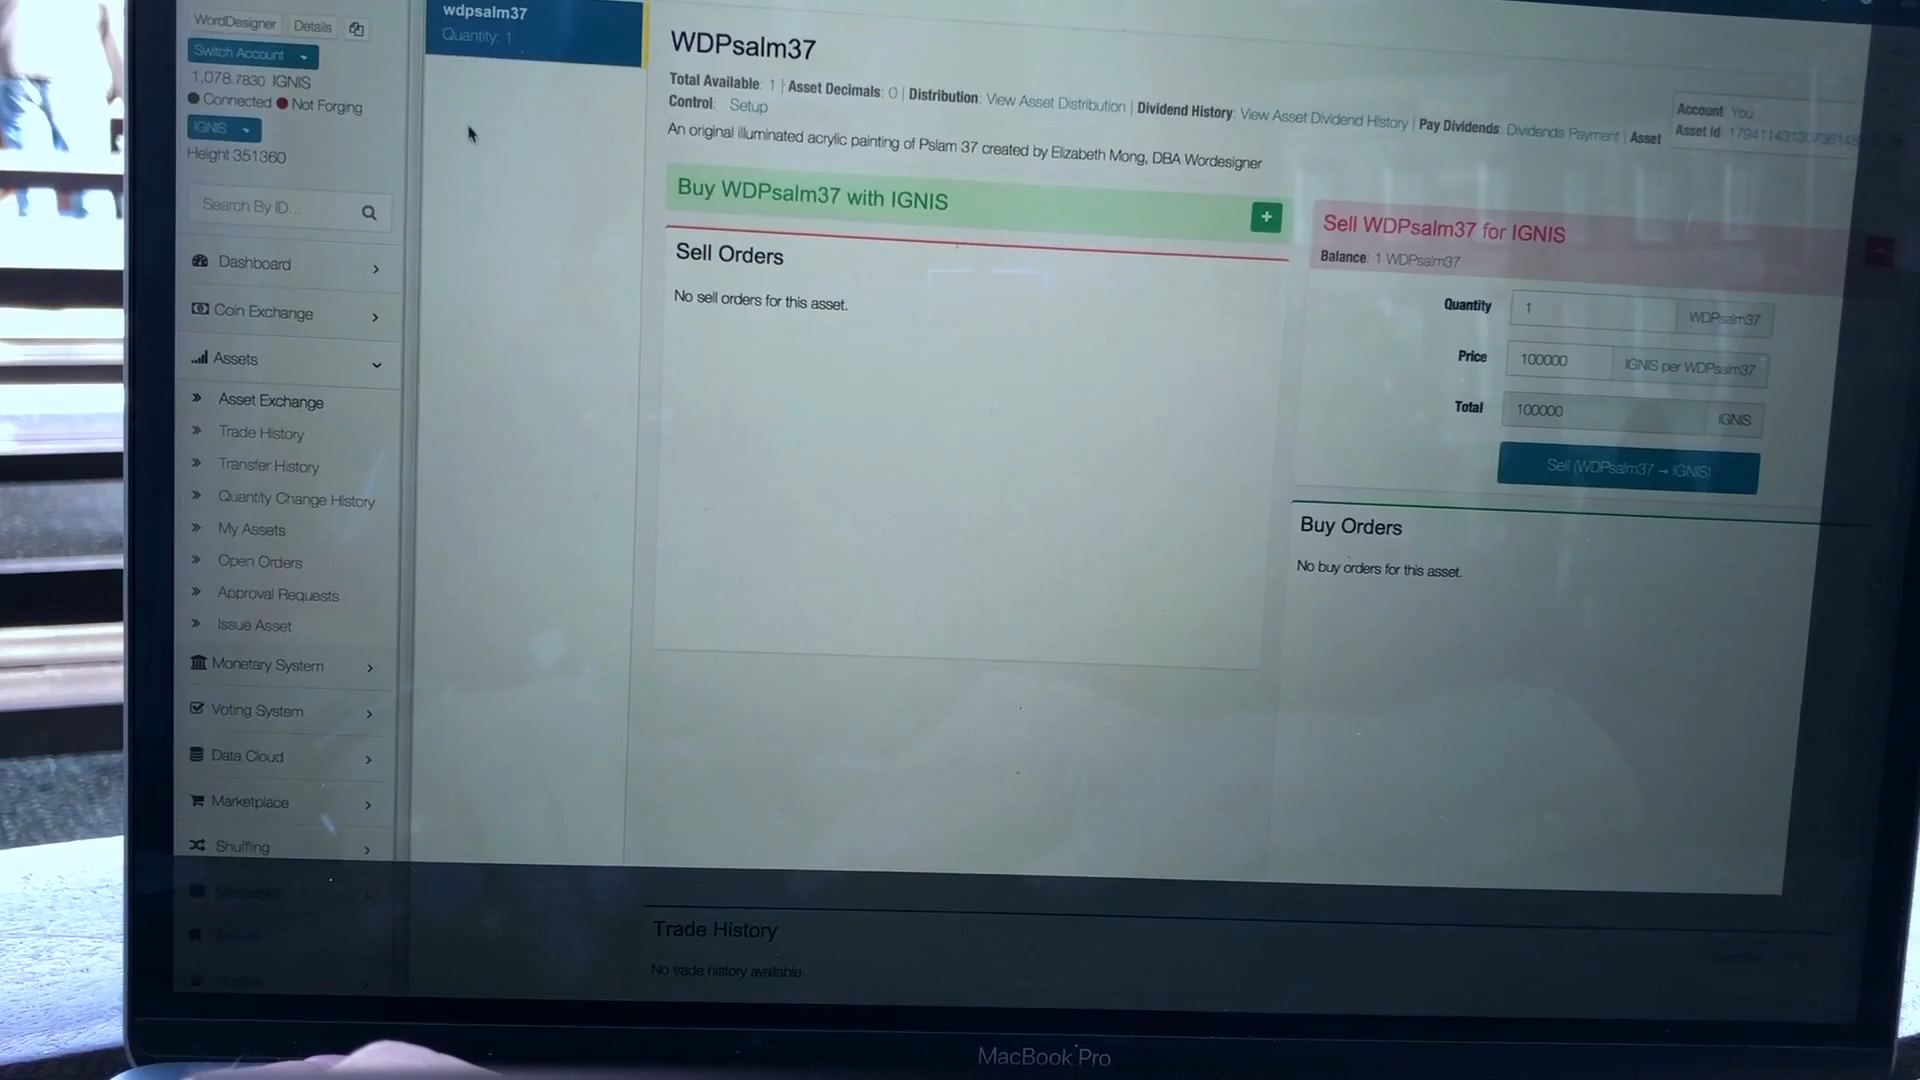 WordDesigner Details
Switch Account
1,078.7830 IGNIS
Connected Not Forging
IGNIS
Height 351360
Search By ID...
Dashboard
Coin Exchange
Assets
Asset Exchange
Trade History
Transfer History
Quantity Change History
My Assets
Open Orders
Approval Requests
Issue Asset
Monetary System
Voting System
Data Cloud
Marketplace
Shuffling
Messages
wdpsalm37
Quantity: 1
WDPsalm37
Total Available: 1 | Asset Decimals: 0 | Distribution: View Asset Distribution | Dividend History: View Asset Dividend History | Pay Dividends: Dividends Payment | Asset
Control: Setup
An original illuminated acrylic painting of Pslam 37 created by Elizabeth Mong, DBA Wordesigner
Account: You
Asset Id:
Buy WDPsalm37 with IGNIS
+
Sell Orders
No sell orders for this asset.
Sell WDPsalm37 for IGNIS
Balance: 1 WDPsalm37
Quantity 1 WDPsalm37
Price 100000 IGNIS per WDPsalm37
Total 100000 IGNIS
Sell (WDPsalm37 → IGNIS)
Buy Orders
No buy orders for this asset.
Trade History
No trade history available.
MacBook Pro